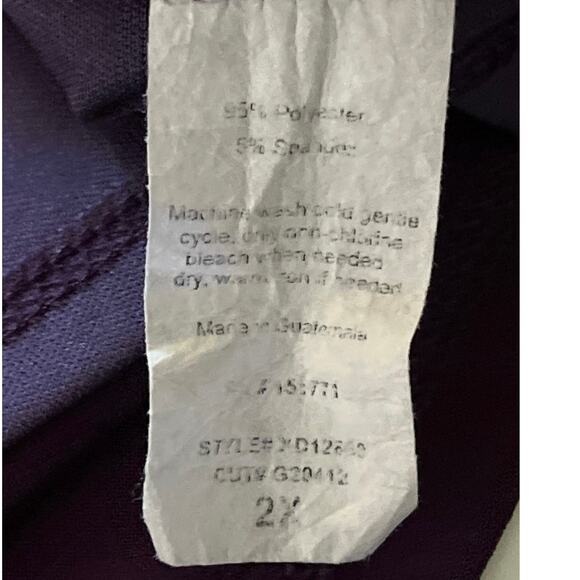 95% Polyester
5% Spandex
Machine wash cold gentle
cycle, only non-chlorine
bleach when needed
dry, warm iron if needed
Made in Guatemala
STYLE#
CUT# G20412
2X